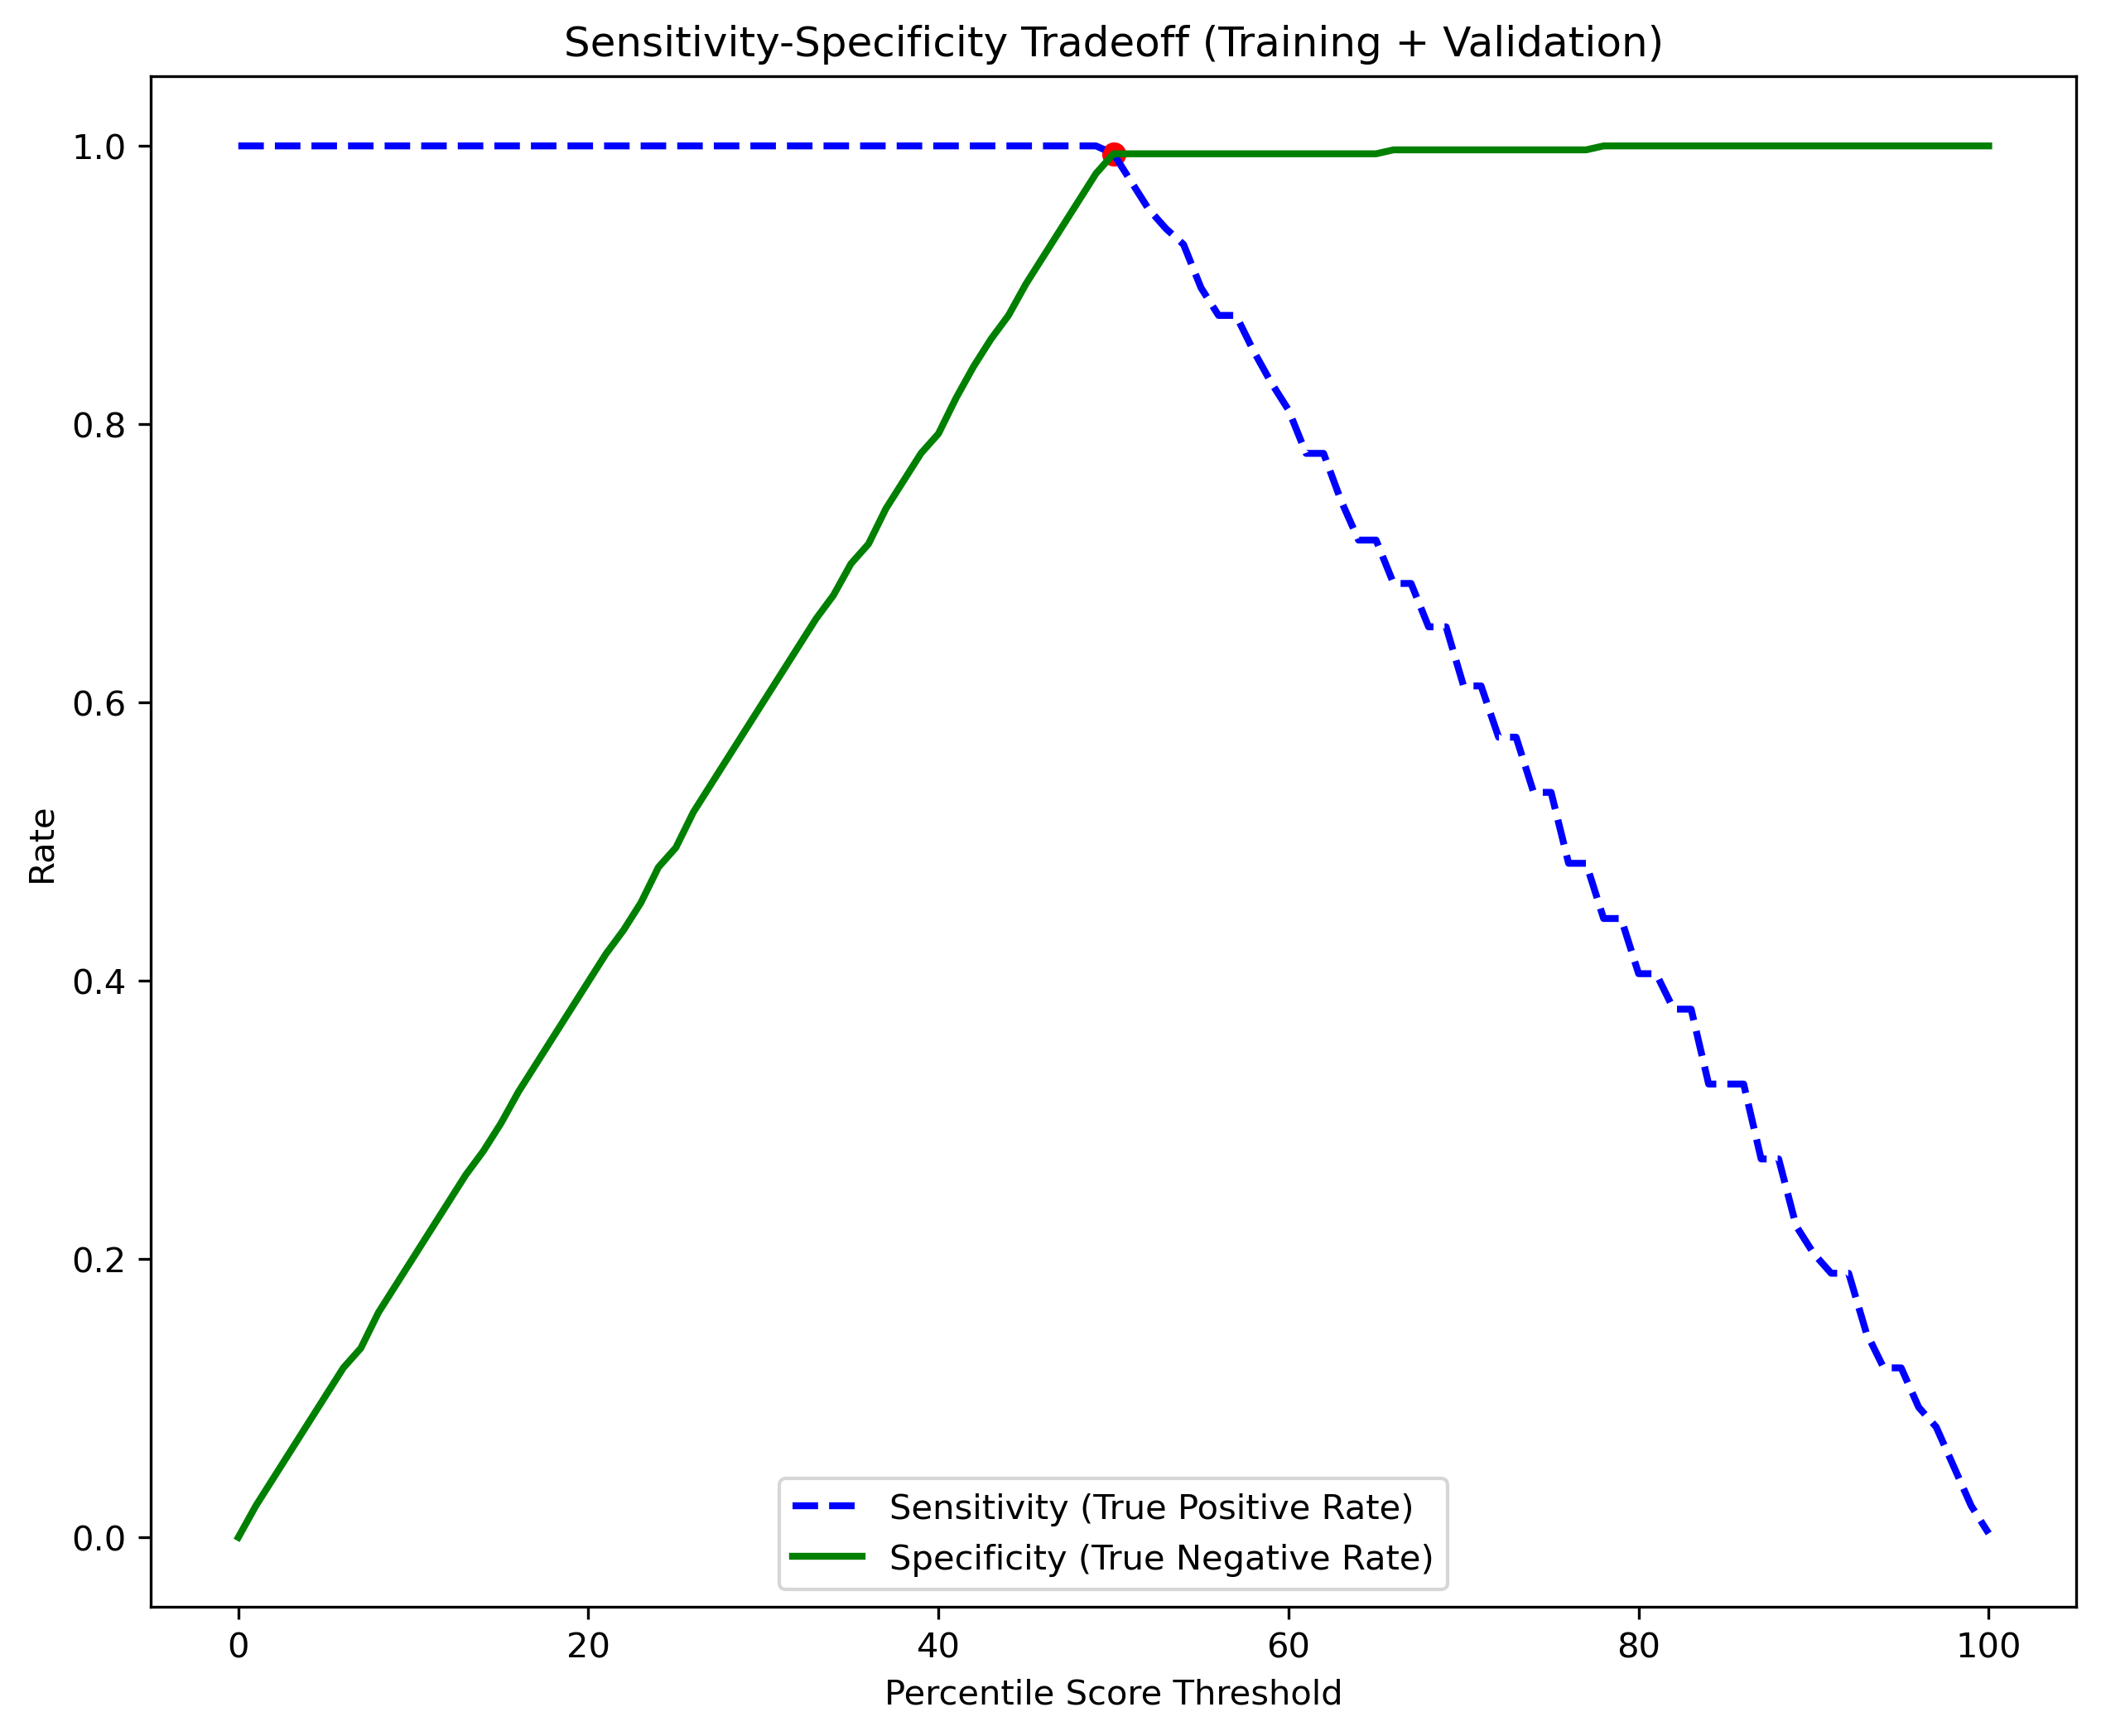 Sensitivity-Specificity Tradeoff (Training + Validation)
1.0
0.8
0.6
0.4
0.2
0.0
Rate
Sensitivity (True Positive Rate)
Specificity (True Negative Rate)
0 20 40 60 80 100
Percentile Score Threshold